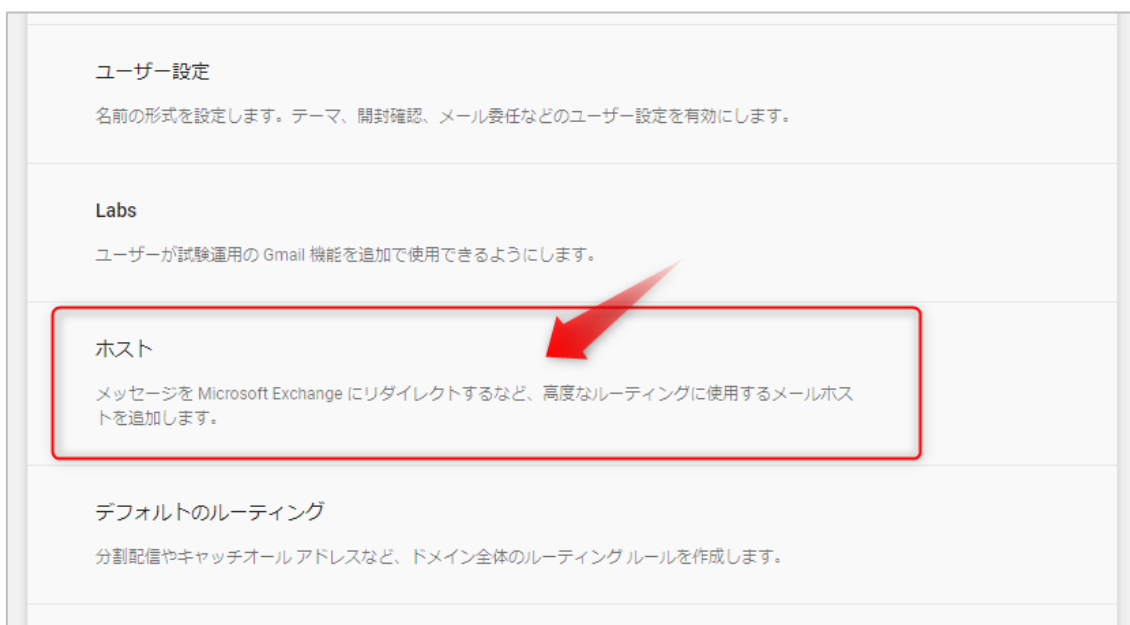 ユーザー設定
名前の形式を設定します。テーマ、開封確認、メール委任などのユーザー設定を有効にします。
Labs
ユーザーが試験運用の Gmail 機能を追加で使用できるようにします。
ホスト
メッセージを Microsoft Exchange にリダイレクトするなど、高度なルーティングに使用するメールホス
トを追加します。
デフォルトのルーティング
分割配信やキャッチオール アドレスなど、ドメイン全体のルーティング ルールを作成します。